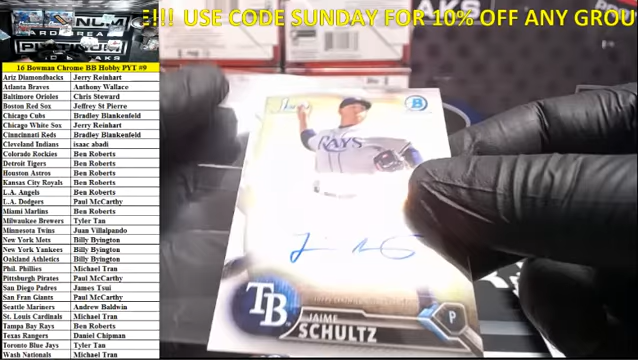 E!!! USE CODE SUNDAY FOR 10% OFF ANY GROU
PLATINUM
16 Bowman Chrome BB Hobby PYT #9
Ariz Diamondbacks Jerry Reinhart
Atlanta Braves Anthony Wallace
Baltimore Orioles Chris Steward
Boston Red Sox Jeffrey St Pierre
Chicago Cubs Bradley Blankenfeld
Chicago White Sox Jerry Reinhart
Cinncinnati Reds Bradley Blankenfeld
Cleveland Indians isaac abadi
Colorado Rockies Ben Roberts
Detroit Tigers Ben Roberts
Houston Astros Ben Roberts
Kansas City Royals Ben Roberts
L.A. Angels Ben Roberts
L.A. Dodgers Paul McCarthy
Miami Marlins Ben Roberts
Milwaukee Brewers Tyler Tan
Minnesota Twins Juan Villalpando
New York Mets Billy Byington
New York Yankees Billy Byington
Oakland Athletics Billy Byington
Phil. Phillies Michael Tran
Pittsburgh Pirates Paul McCarthy
San Diego Padres James Tsui
San Fran Giants Paul McCarthy
Seattle Mariners Andrew Baldwin
St. Louis Cardinals Michael Tran
Tampa Bay Rays Ben Roberts
Texas Rangers Daniel Chipman
Toronto Blue Jays Tyler Tan
Wash Nationals Michael Tran
B
RAYS
TB
JAIME
SCHULTZ
P